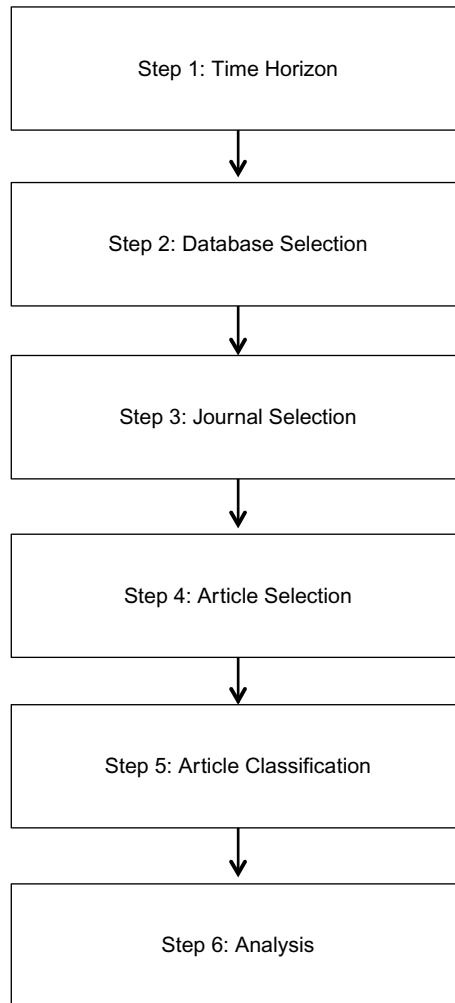 Step 1: Time Horizon
Step 2: Database Selection
Step 3: Journal Selection
Step 4: Article Selection
Step 5: Article Classification
Step 6: Analysis